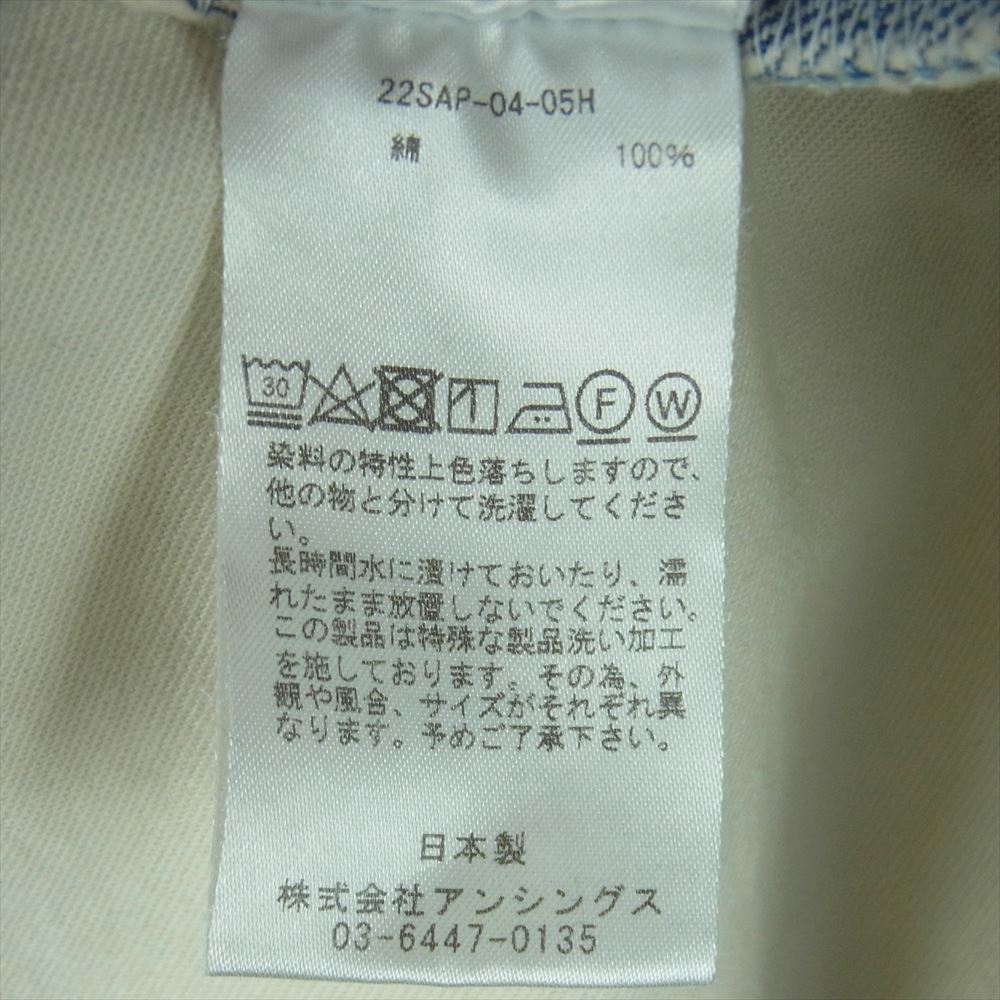 22SAP-04-05H
綿 100%
30 F W
染料の特性上色落ちしますので、
他の物と分けて洗濯してくださ
い。
長時間水に漬けておいたり、濡
れたまま放置しないでください。
この製品は特殊な製品洗い加工
を施しております。その為、外
観や風合、サイズがそれぞれ異
なります。予めご了承下さい。
日本製
株式会社アンシングス
03-6447-0135